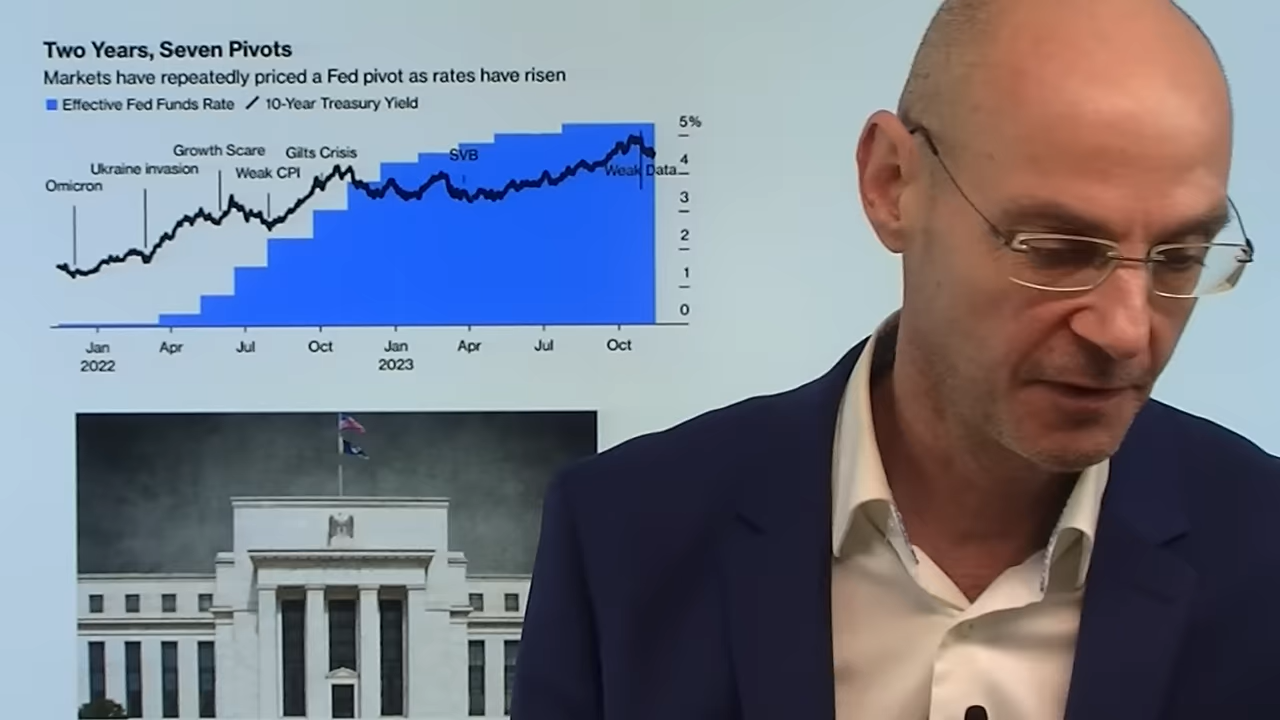 Two Years, Seven Pivots
Markets have repeatedly priced a Fed pivot as rates have risen
Effective Fed Funds Rate 10-Year Treasury Yield
5%
Growth Scare Gilts Crisis SVB
Ukraine invasion Weak CPI Weak Data 4
Omicron
3
2
1
0
Jan Apr Jul Oct Jan Apr Jul Oct
2022 2023